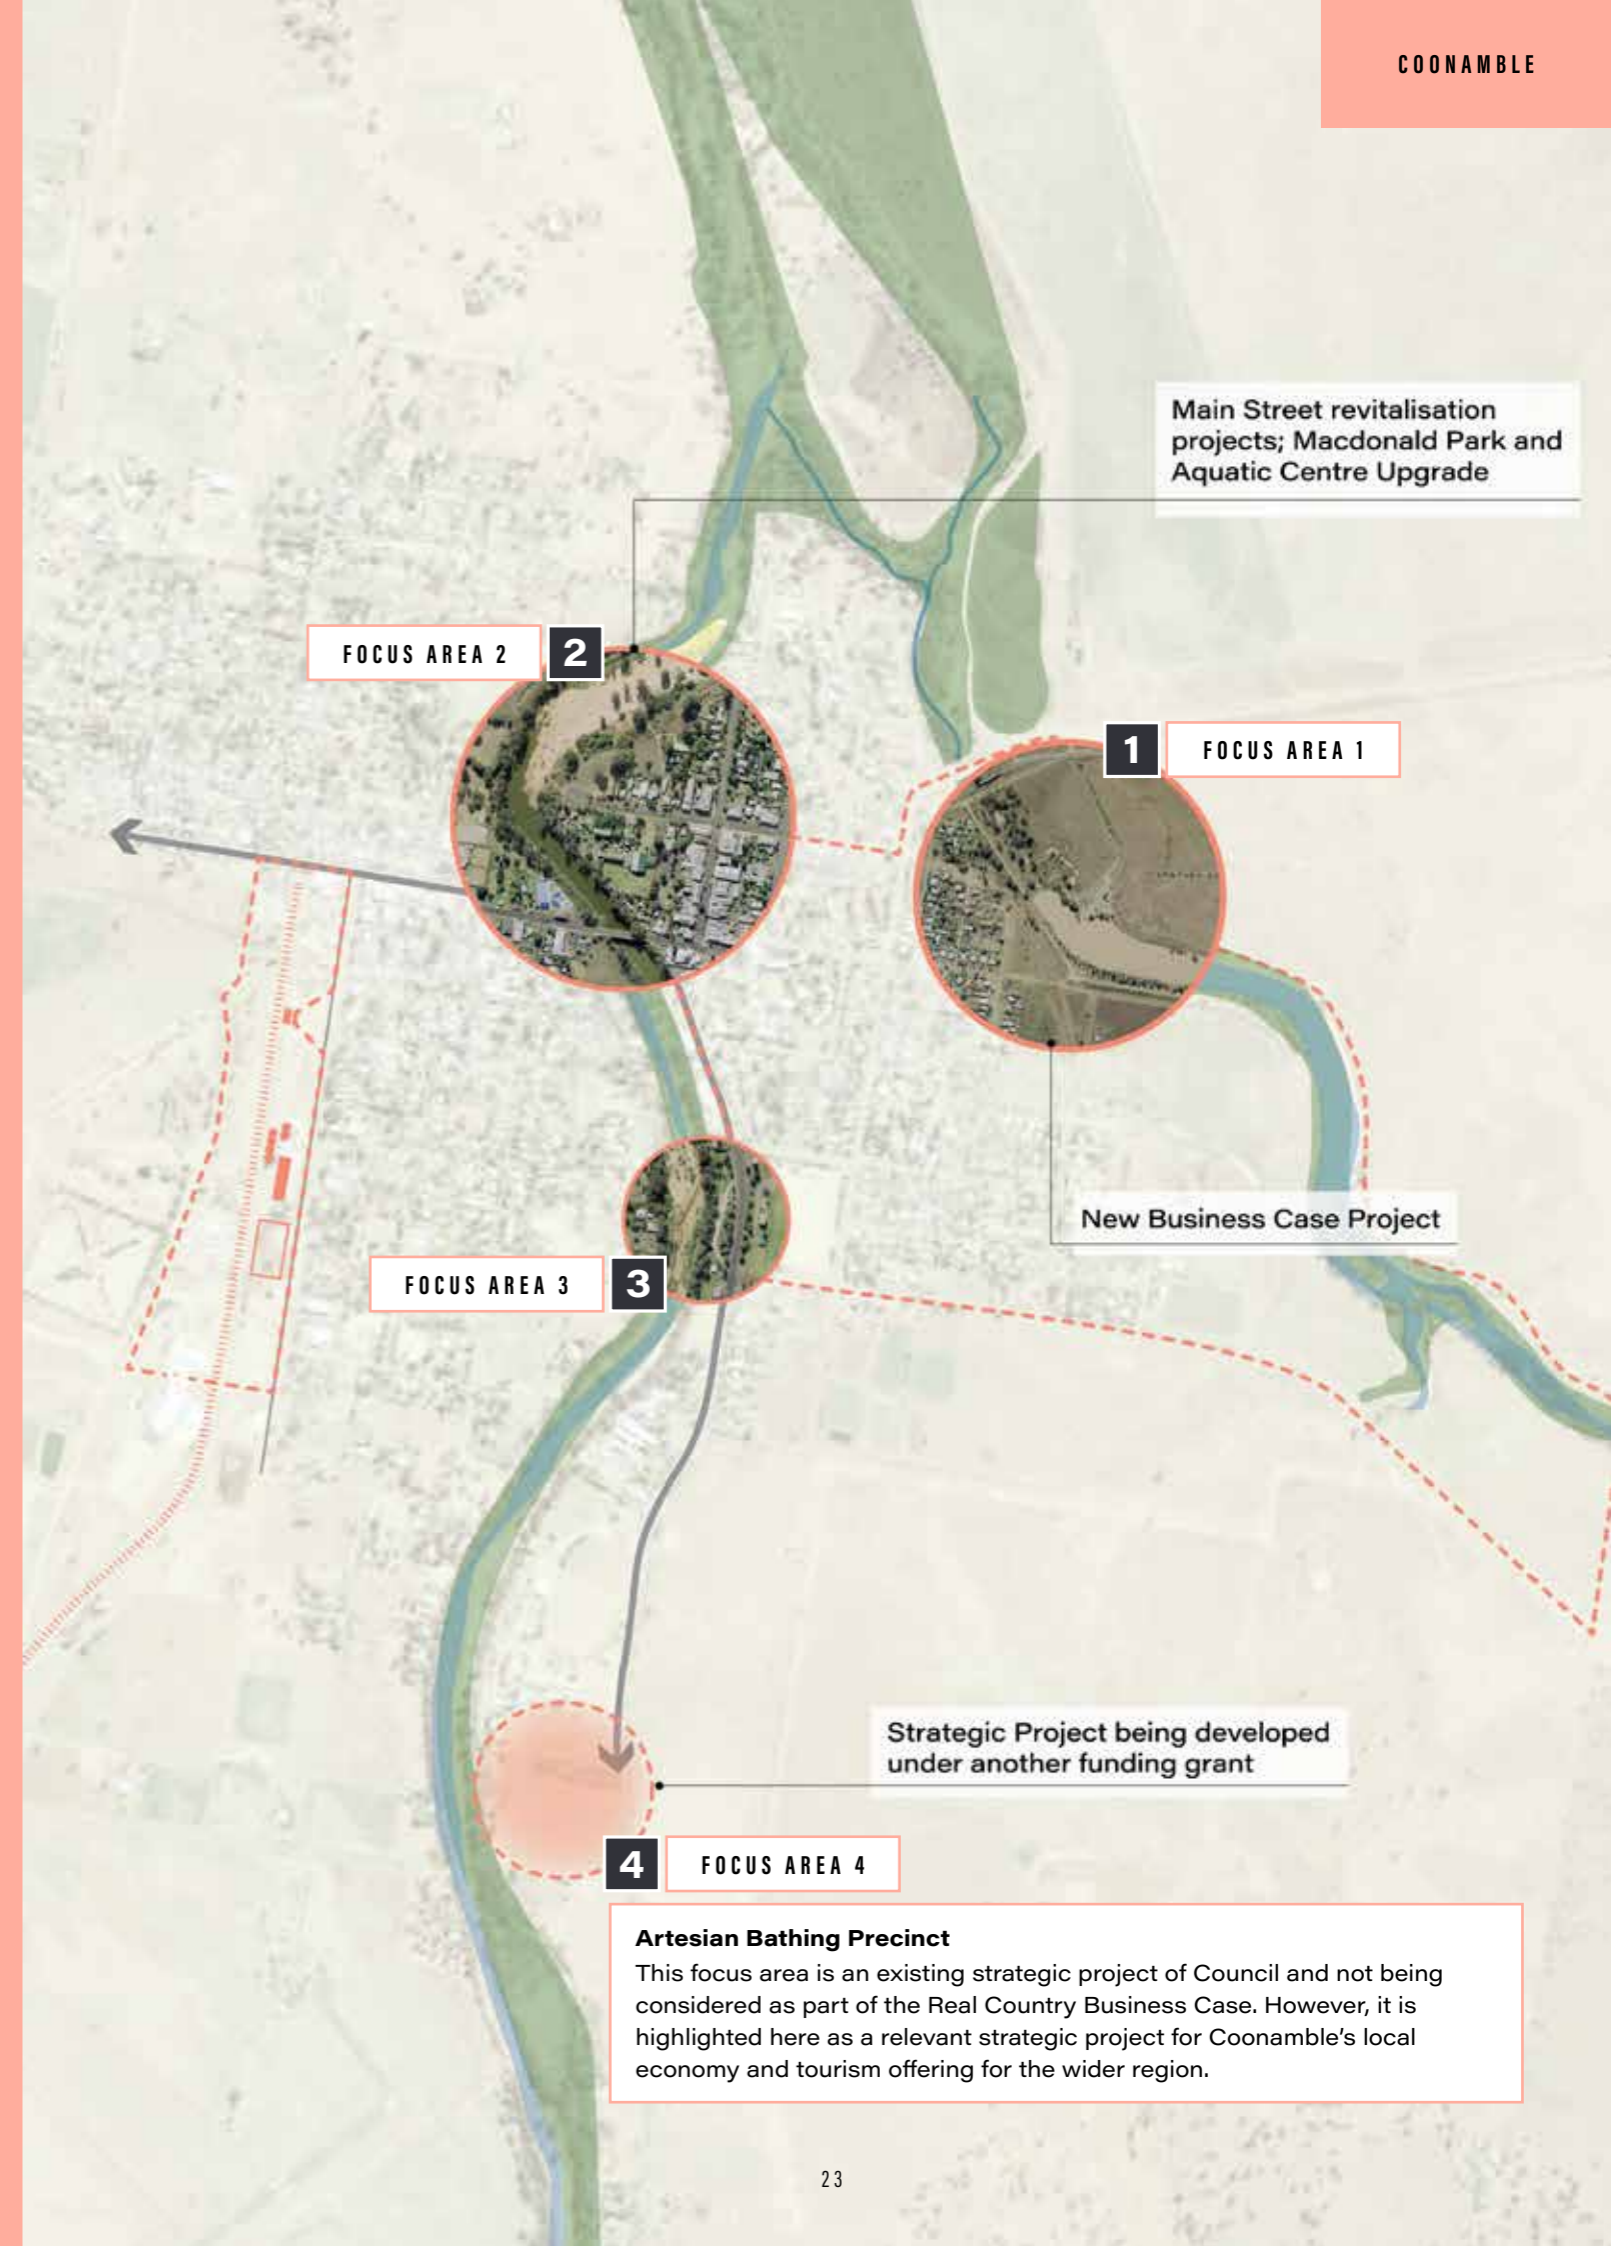 COONAMBLE
Main Street revitalisation
projects; Macdonald Park and
Aquatic Centre Upgrade
FOCUS AREA 2
2
1
FOCUS AREA 1
New Business Case Project
FOCUS AREA 3
3
Strategic Project being developed
under another funding grant
4
FOCUS AREA 4
Artesian Bathing Precinct
This focus area is an existing strategic project of Council and not being
considered as part of the Real Country Business Case. However, it is
highlighted here as a relevant strategic project for Coonamble’s local
economy and tourism offering for the wider region.
23